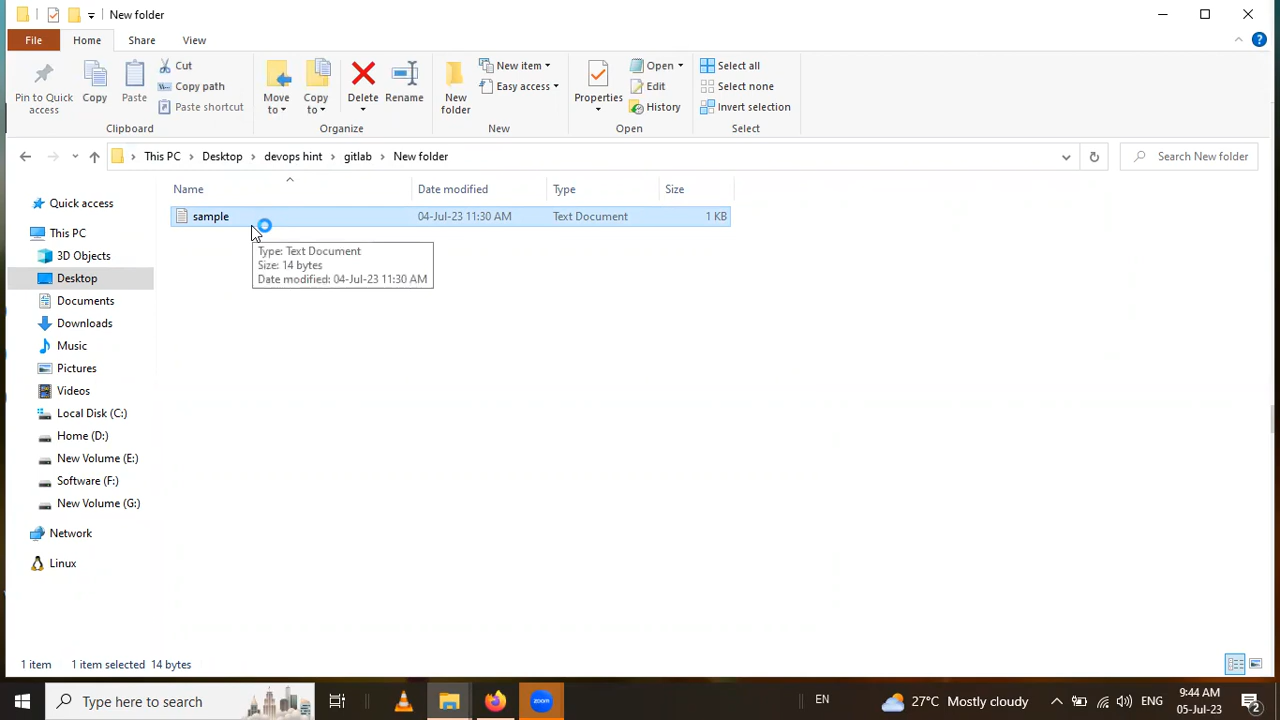 New folder
File Home Share View
Pin to Quick access
Copy
Paste
Cut
Copy path
Paste shortcut
Clipboard
Move to
Copy to
Delete
Rename
Organize
New folder
New item
Easy access
New
Properties
Open
Edit
History
Open
Select all
Select none
Invert selection
Select
This PC > Desktop > devops hint > gitlab > New folder
Search New folder
Name Date modified Type Size
sample 04-Jul-23 11:30 AM Text Document 1 KB
Type: Text Document
Size: 14 bytes
Date modified: 04-Jul-23 11:30 AM
Quick access
This PC
3D Objects
Desktop
Documents
Downloads
Music
Pictures
Videos
Local Disk (C:)
Home (D:)
New Volume (E:)
Software (F:)
New Volume (G:)
Network
Linux
1 item 1 item selected 14 bytes
Type here to search
zoom
EN
27°C Mostly cloudy
ENG
9:44 AM
05-Jul-23
2